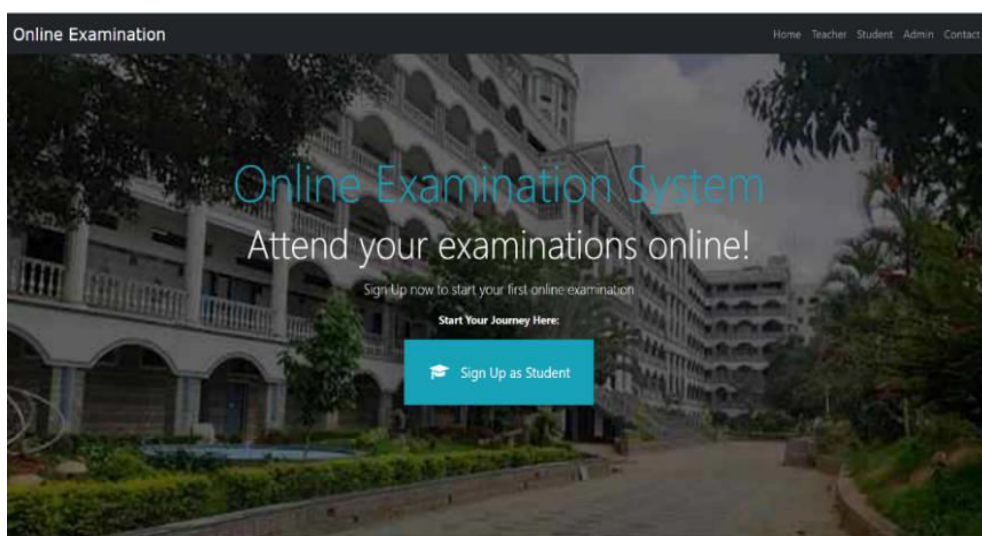 Online Examination
Home Teacher Student Admin Contact
Online Examination System
Attend your examinations online!
Sign Up now to start your first online examination
Start Your Journey Here:
Sign Up as Student